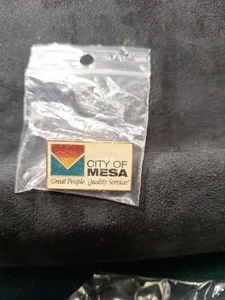 CITY OF
MESA
Great People, Quality Service!